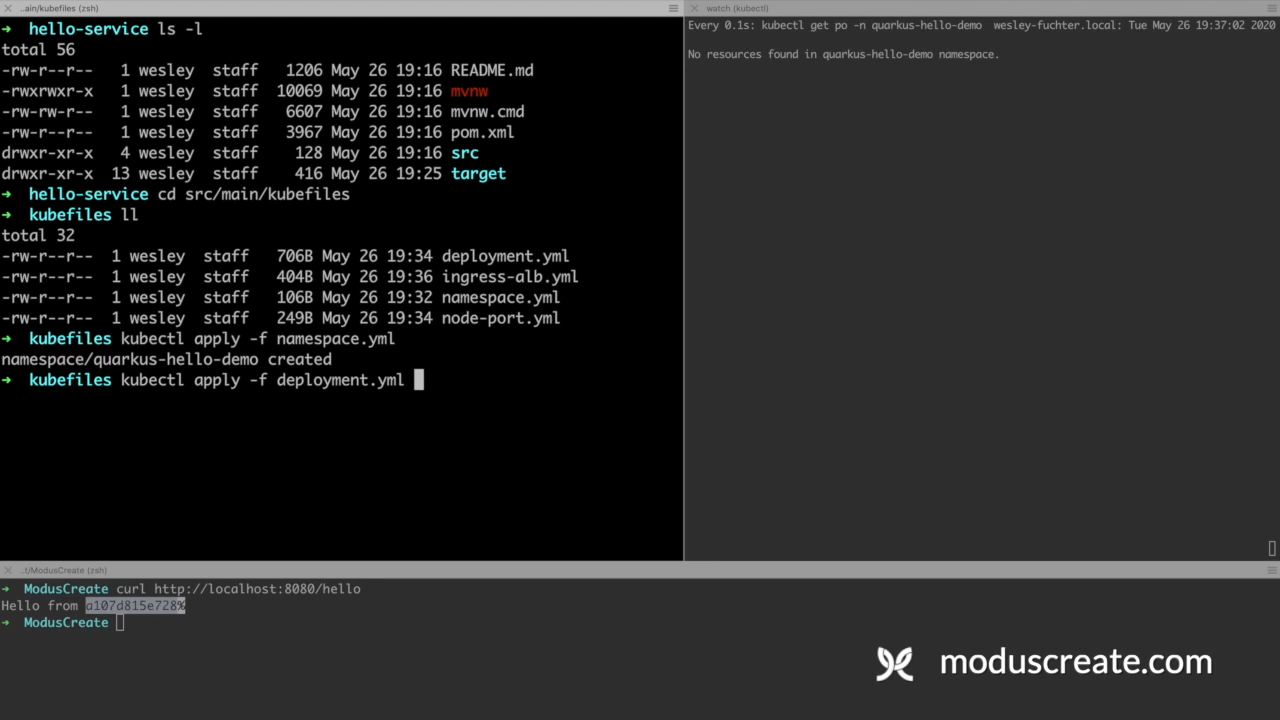 ..ain/kubefiles (zsh)
➜ hello-service ls -l
total 56
-rw-r--r-- 1 wesley staff 1206 May 26 19:16 README.md
-rwxrwxr-x 1 wesley staff 10069 May 26 19:16 mvnw
-rw-rw-r-- 1 wesley staff 6607 May 26 19:16 mvnw.cmd
-rw-r--r-- 1 wesley staff 3967 May 26 19:16 pom.xml
drwxr-xr-x 4 wesley staff 128 May 26 19:16 src
drwxr-xr-x 13 wesley staff 416 May 26 19:25 target
➜ hello-service cd src/main/kubefiles
➜ kubefiles ll
total 32
-rw-r--r-- 1 wesley staff 706B May 26 19:34 deployment.yml
-rw-r--r-- 1 wesley staff 404B May 26 19:36 ingress-alb.yml
-rw-r--r-- 1 wesley staff 106B May 26 19:32 namespace.yml
-rw-r--r-- 1 wesley staff 249B May 26 19:34 node-port.yml
➜ kubefiles kubectl apply -f namespace.yml
namespace/quarkus-hello-demo created
➜ kubefiles kubectl apply -f deployment.yml
watch (kubectl)
Every 0.1s: kubectl get po -n quarkus-hello-demo wesley-fuchter.local: Tue May 26 19:37:02 2020
No resources found in quarkus-hello-demo namespace.
..t/ModusCreate (zsh)
➜ ModusCreate curl http://localhost:8080/hello
Hello from a107d815e728%
➜ ModusCreate
moduscreate.com